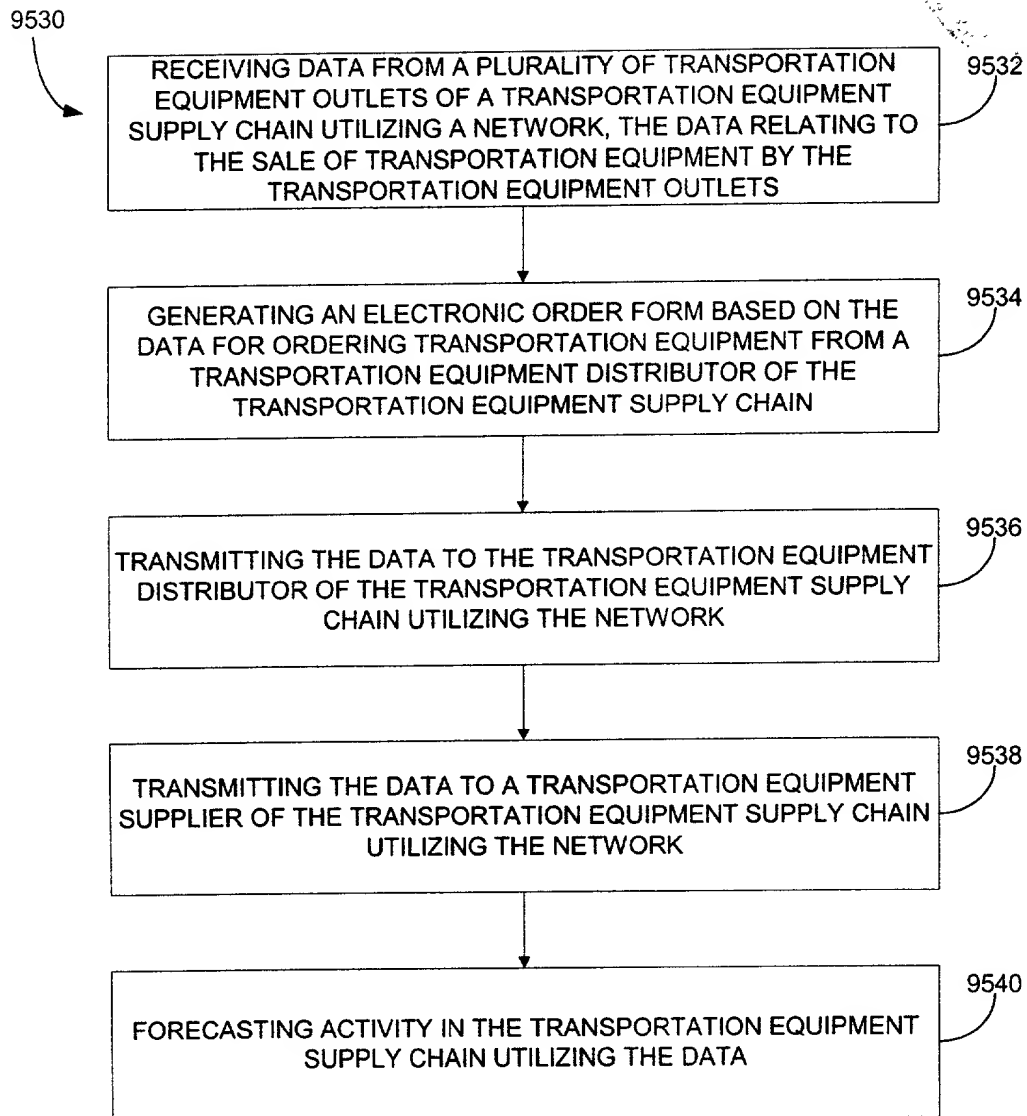 9530
RECEIVING DATA FROM A PLURALITY OF TRANSPORTATION
EQUIPMENT OUTLETS OF A TRANSPORTATION EQUIPMENT
SUPPLY CHAIN UTILIZING A NETWORK, THE DATA RELATING TO
THE SALE OF TRANSPORTATION EQUIPMENT BY THE
TRANSPORTATION EQUIPMENT OUTLETS
9532
GENERATING AN ELECTRONIC ORDER FORM BASED ON THE
DATA FOR ORDERING TRANSPORTATION EQUIPMENT FROM A
TRANSPORTATION EQUIPMENT DISTRIBUTOR OF THE
TRANSPORTATION EQUIPMENT SUPPLY CHAIN
9534
TRANSMITTING THE DATA TO THE TRANSPORTATION EQUIPMENT
DISTRIBUTOR OF THE TRANSPORTATION EQUIPMENT SUPPLY
CHAIN UTILIZING THE NETWORK
9536
TRANSMITTING THE DATA TO A TRANSPORTATION EQUIPMENT
SUPPLIER OF THE TRANSPORTATION EQUIPMENT SUPPLY CHAIN
UTILIZING THE NETWORK
9538
FORECASTING ACTIVITY IN THE TRANSPORTATION EQUIPMENT
SUPPLY CHAIN UTILIZING THE DATA
9540